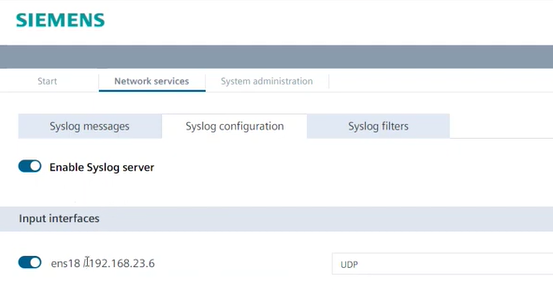 SIEMENS
Start Network services System administration
Syslog messages Syslog configuration Syslog filters
Enable Syslog server
Input interfaces
ens18 / 192.168.23.6 UDP